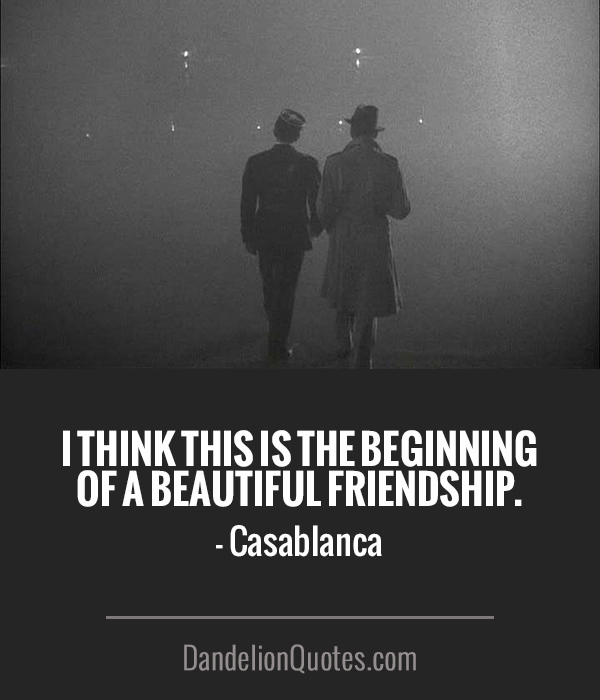 I THINK THIS IS THE BEGINNING
OF A BEAUTIFUL FRIENDSHIP.
- Casablanca
DandelionQuotes.com